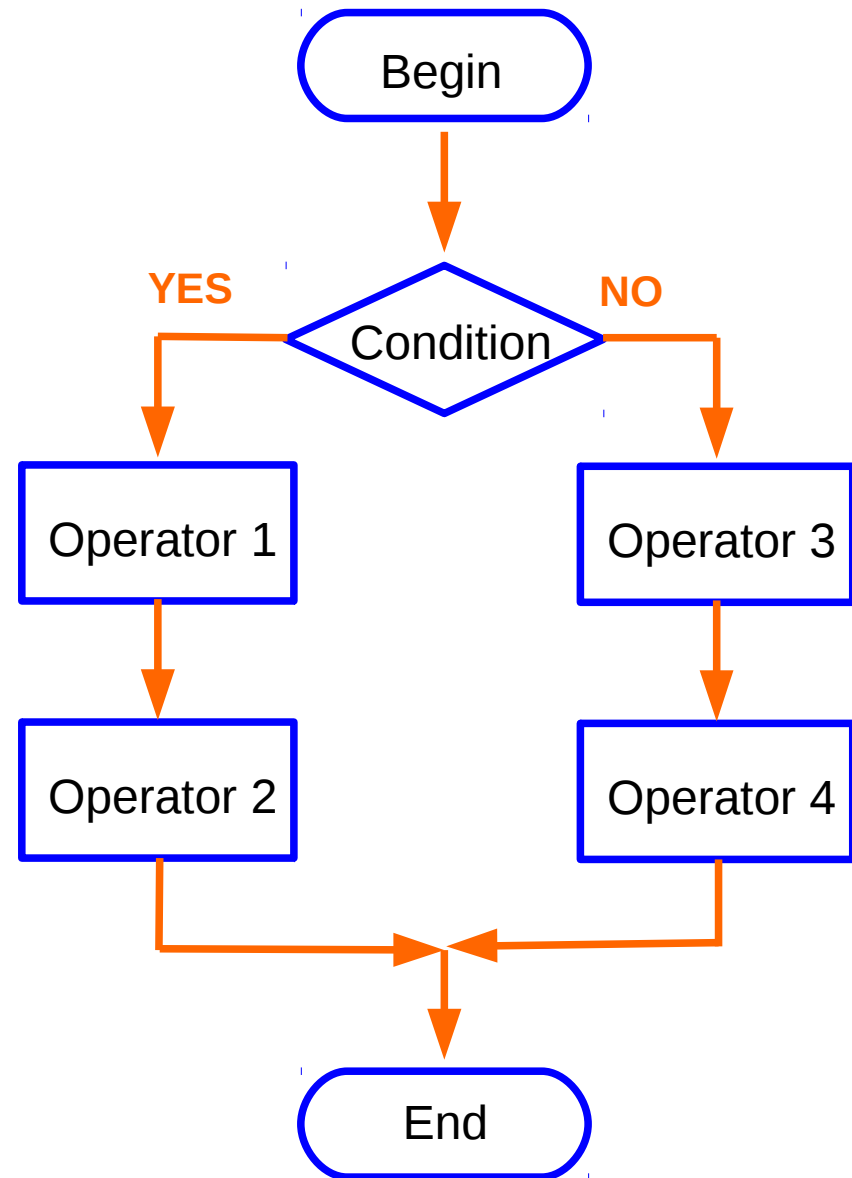 Begin
YES
NO
Condition
Operator 1
Operator 3
Operator 2
Operator 4
End